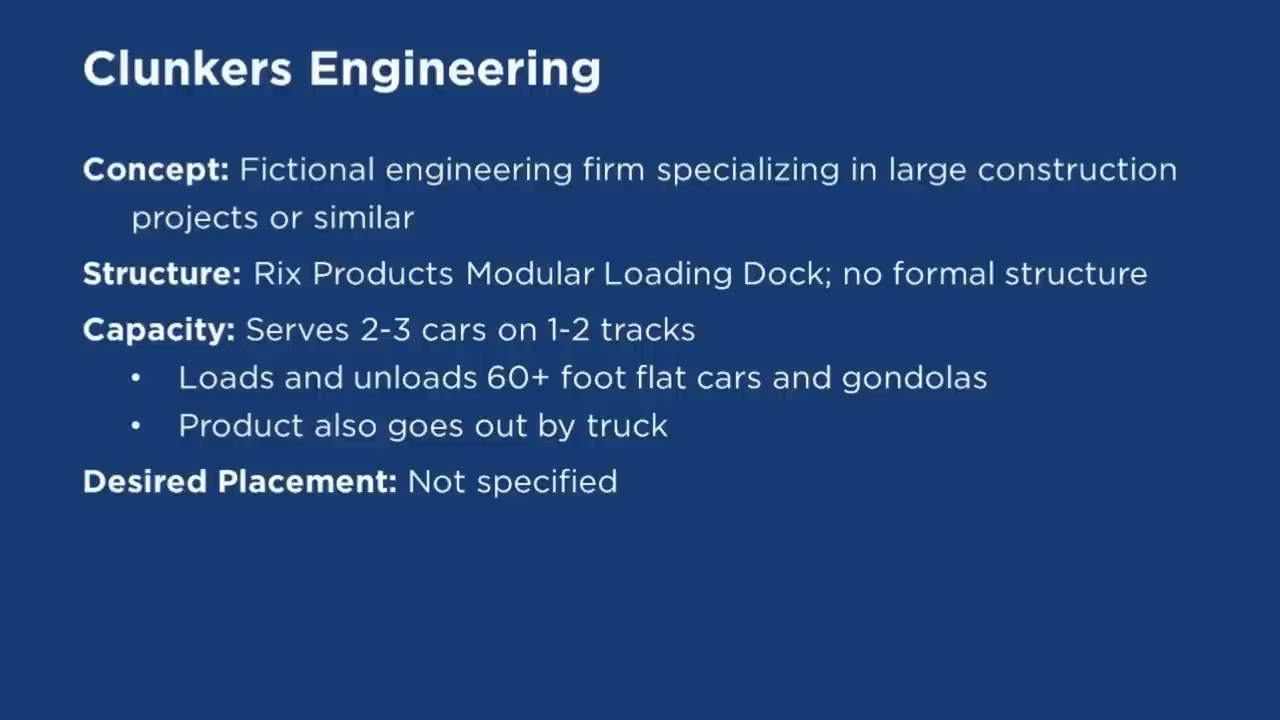 Clunkers Engineering
Concept: Fictional engineering firm specializing in large construction
projects or similar
Structure: Rix Products Modular Loading Dock; no formal structure
Capacity: Serves 2-3 cars on 1-2 tracks
• Loads and unloads 60+ foot flat cars and gondolas
• Product also goes out by truck
Desired Placement: Not specified